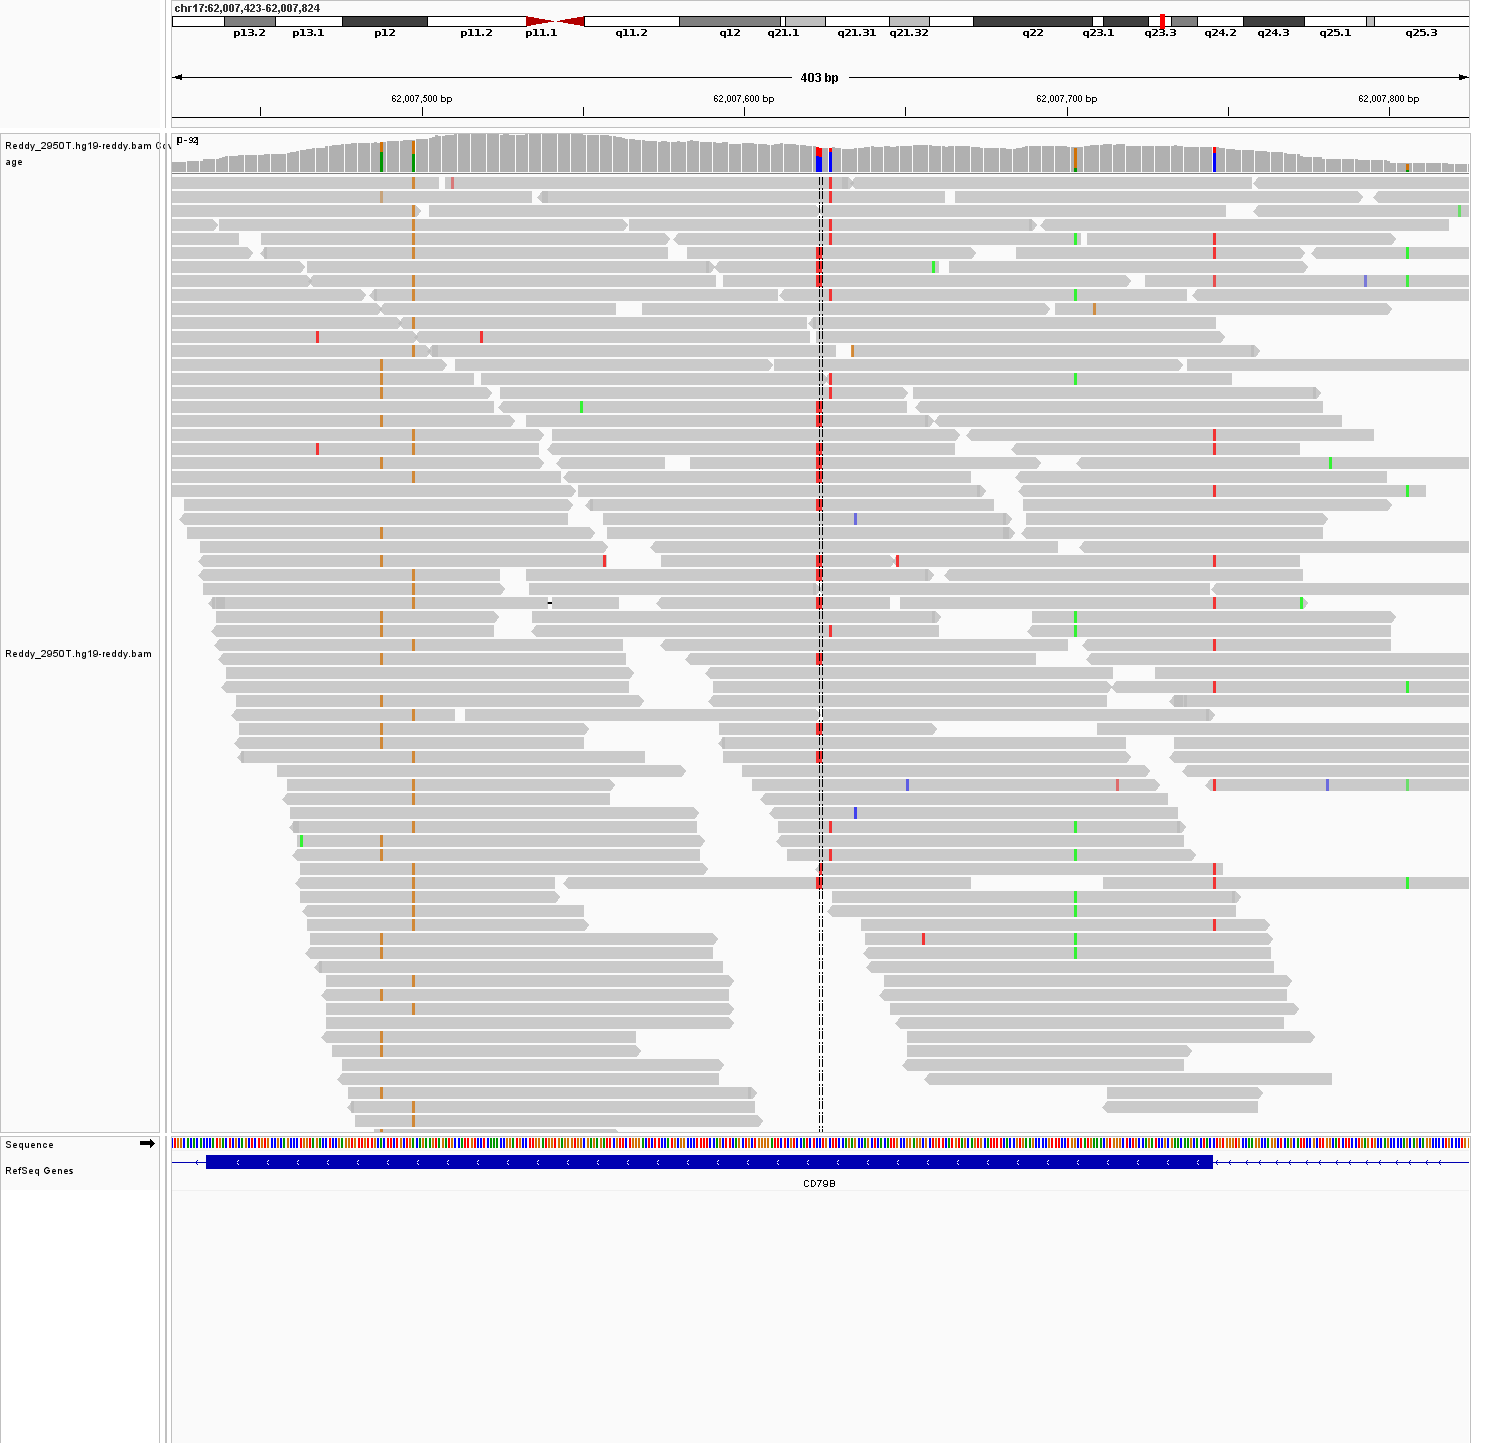 chr17:62,007,423-62,007,824
p13.2 p13.1 p12 p11.2 p11.1 q11.2 q12 q21.1 q21.31 q21.32 q22 q23.1 q23.3 q24.2 q24.3 q25.1 q25.3
403 bp
62,007,500 bp 62,007,600 bp 62,007,700 bp 62,007,800 bp
[0-92]
Reddy_2950T.hg19-reddy.bam Cov
age
Reddy_2950T.hg19-reddy.bam
Sequence
RefSeq Genes
CD79B